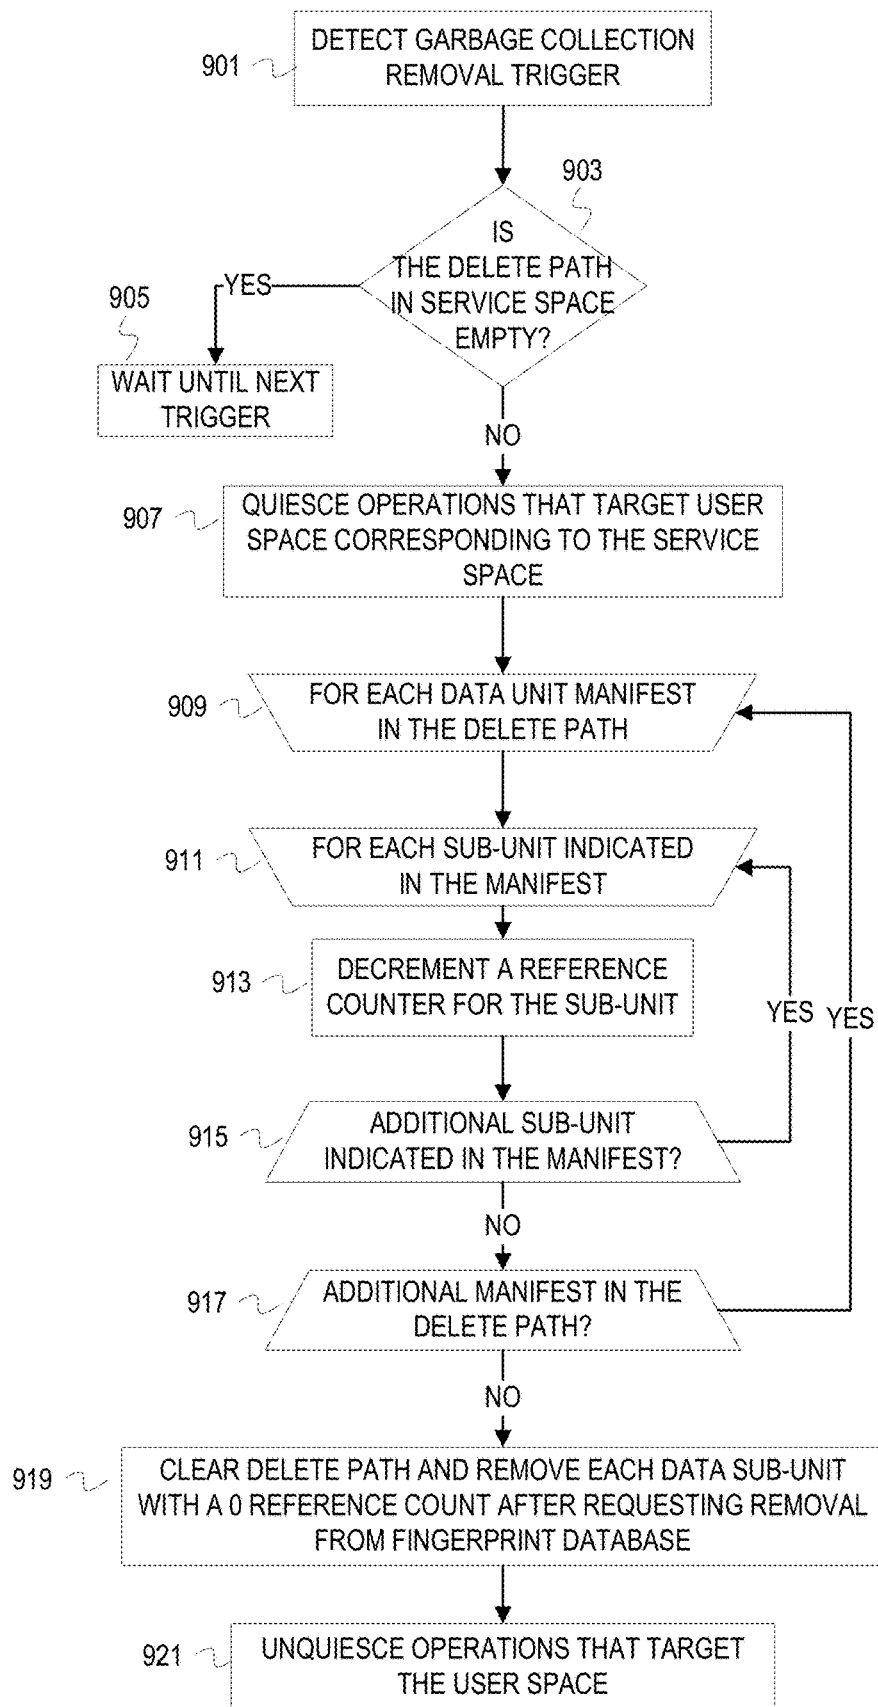 901
DETECT GARBAGE COLLECTION
REMOVAL TRIGGER
903
IS
THE DELETE PATH
IN SERVICE SPACE
EMPTY?
YES
905
WAIT UNTIL NEXT
TRIGGER
NO
907
QUIESCE OPERATIONS THAT TARGET USER
SPACE CORRESPONDING TO THE SERVICE
SPACE
909
FOR EACH DATA UNIT MANIFEST
IN THE DELETE PATH
911
FOR EACH SUB-UNIT INDICATED
IN THE MANIFEST
913
DECREMENT A REFERENCE
COUNTER FOR THE SUB-UNIT
YES
YES
915
ADDITIONAL SUB-UNIT
INDICATED IN THE MANIFEST?
NO
917
ADDITIONAL MANIFEST IN THE
DELETE PATH?
NO
919
CLEAR DELETE PATH AND REMOVE EACH DATA SUB-UNIT
WITH A 0 REFERENCE COUNT AFTER REQUESTING REMOVAL
FROM FINGERPRINT DATABASE
921
UNQUIESCE OPERATIONS THAT TARGET
THE USER SPACE